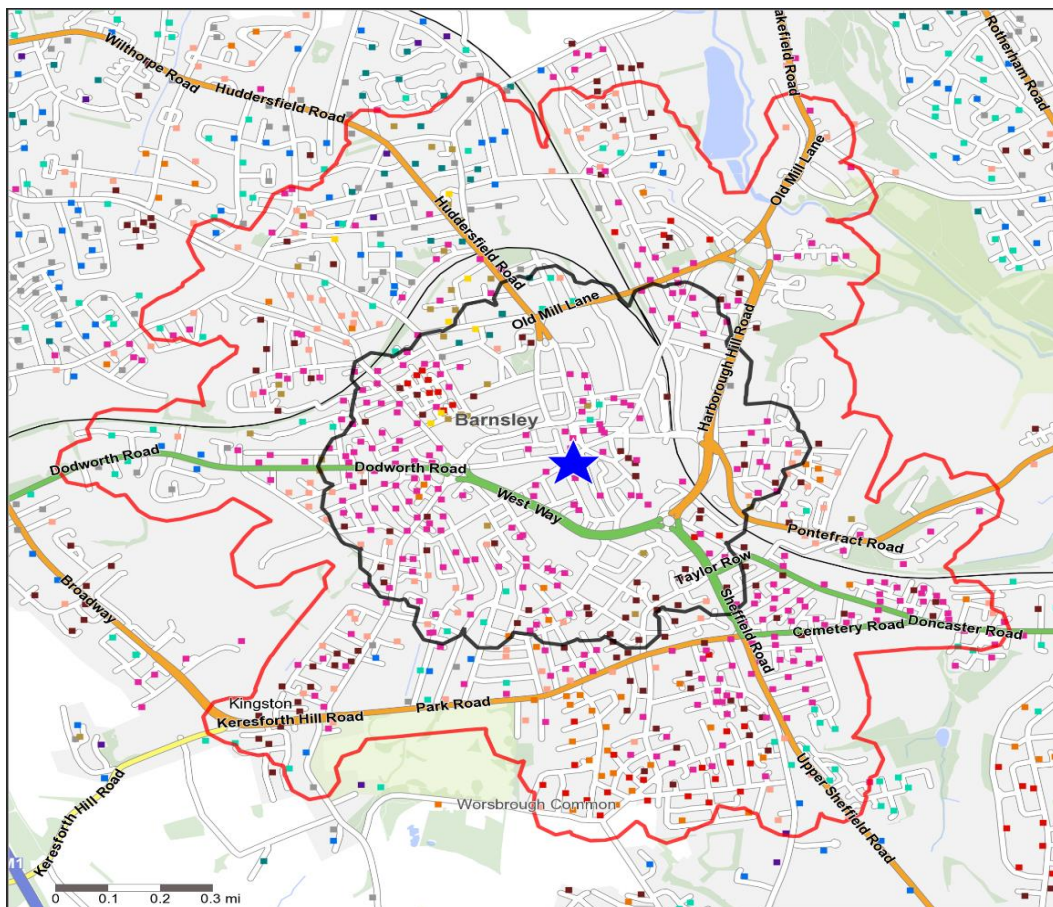 Wilthorpe Road
Huddersfield Road
akefield Road
Rotherham Road
Old Mill Lane
Huddersfield Road
Old Mill Lane
Harborough Hill Road
Barnsley
Dodworth Road
Dodworth Road
West Way
Pontefract Road
Taylor Row
Broadway
Sheffield Road
Cemetery Road
Doncaster Road
Kingston
Keresforth Hill Road
Park Road
Keresforth Hill Road
Upper Sheffield Road
Worsbrough Common
M1
0 0.1 0.2 0.3 mi